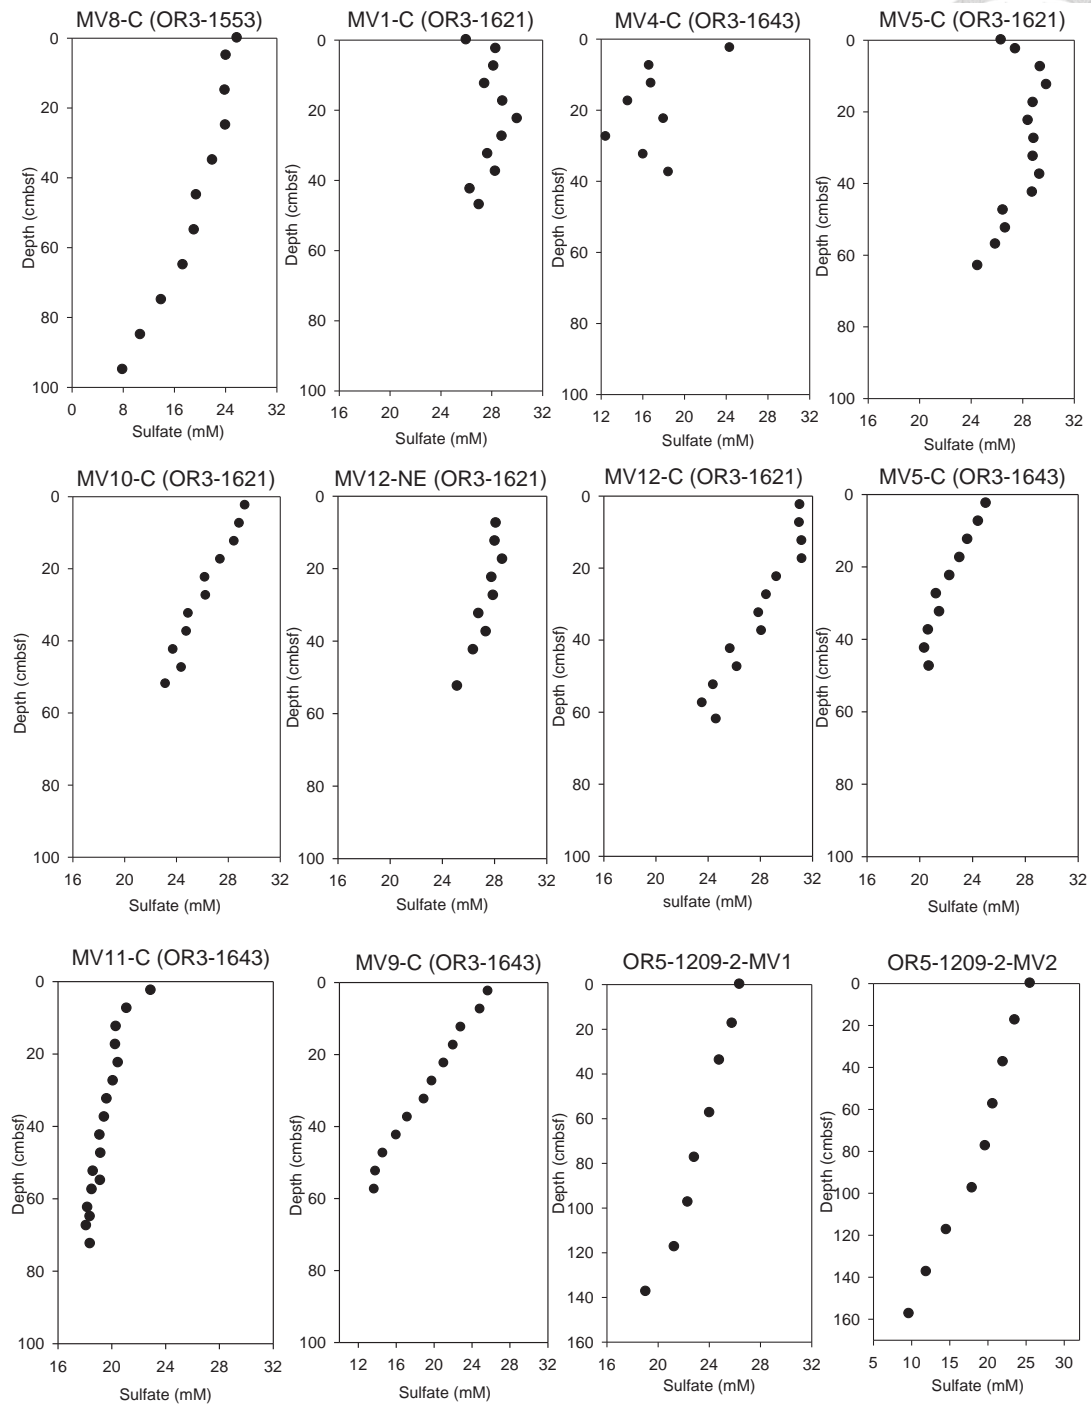 MV8-C (OR3-1553)
0
20
40
60
80
100
Depth (cmbsf)
0 8 16 24 32
Sulfate (mM)
MV1-C (OR3-1621)
0
20
40
60
80
100
Depth (cmbsf)
16 20 24 28 32
Sulfate (mM)
MV4-C (OR3-1643)
0
20
40
60
80
100
Depth (cmbsf)
12 16 20 24 28 32
Sulfate (mM)
MV5-C (OR3-1621)
0
20
40
60
80
100
Depth (cmbsf)
16 20 24 28 32
Sulfate (mM)
MV10-C (OR3-1621)
0
20
40
60
80
100
Depth (cmbsf)
16 20 24 28 32
Sulfate (mM)
MV12-NE (OR3-1621)
0
20
40
60
80
100
Depth (cmbsf)
16 20 24 28 32
Sulfate (mM)
MV12-C (OR3-1621)
0
20
40
60
80
100
Depth (cmbsf)
16 20 24 28 32
sulfate (mM)
MV5-C (OR3-1643)
0
20
40
60
80
100
Depth (cmbsf)
16 20 24 28 32
Sulfate (mM)
MV11-C (OR3-1643)
0
20
40
60
80
100
Depth (cmbsf)
16 20 24 28 32
Sulfate (mM)
MV9-C (OR3-1643)
0
20
40
60
80
100
Depth (cmbsf)
12 16 20 24 28 32
Sulfate (mM)
OR5-1209-2-MV1
0
20
40
60
80
100
120
140
160
Depth (cmbsf)
16 20 24 28 32
Sulfate (mM)
OR5-1209-2-MV2
0
20
40
60
80
100
120
140
160
Depth (cmbsf)
5 10 15 20 25 30
Sulfate (mM)